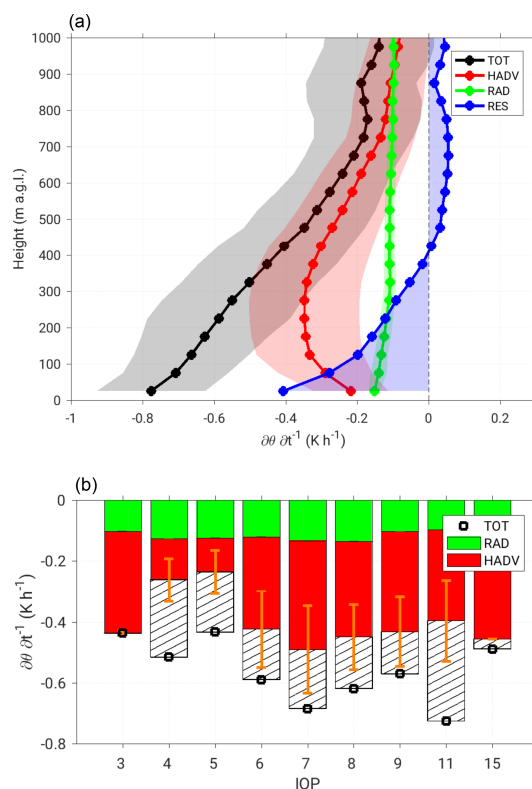 (a)
1000
900
800
700
600
500
400
300
200
100
0
Height (m a.g.l.)
TOT
HADV
RAD
RES
-1 -0.8 -0.6 -0.4 -0.2 0 0.2
∂θ ∂t⁻¹ (K h⁻¹)
(b)
0
-0.2
-0.4
-0.6
-0.8
∂θ ∂t⁻¹ (K h⁻¹)
TOT
RAD
HADV
3 4 5 6 7 8 9 11 15
IOP